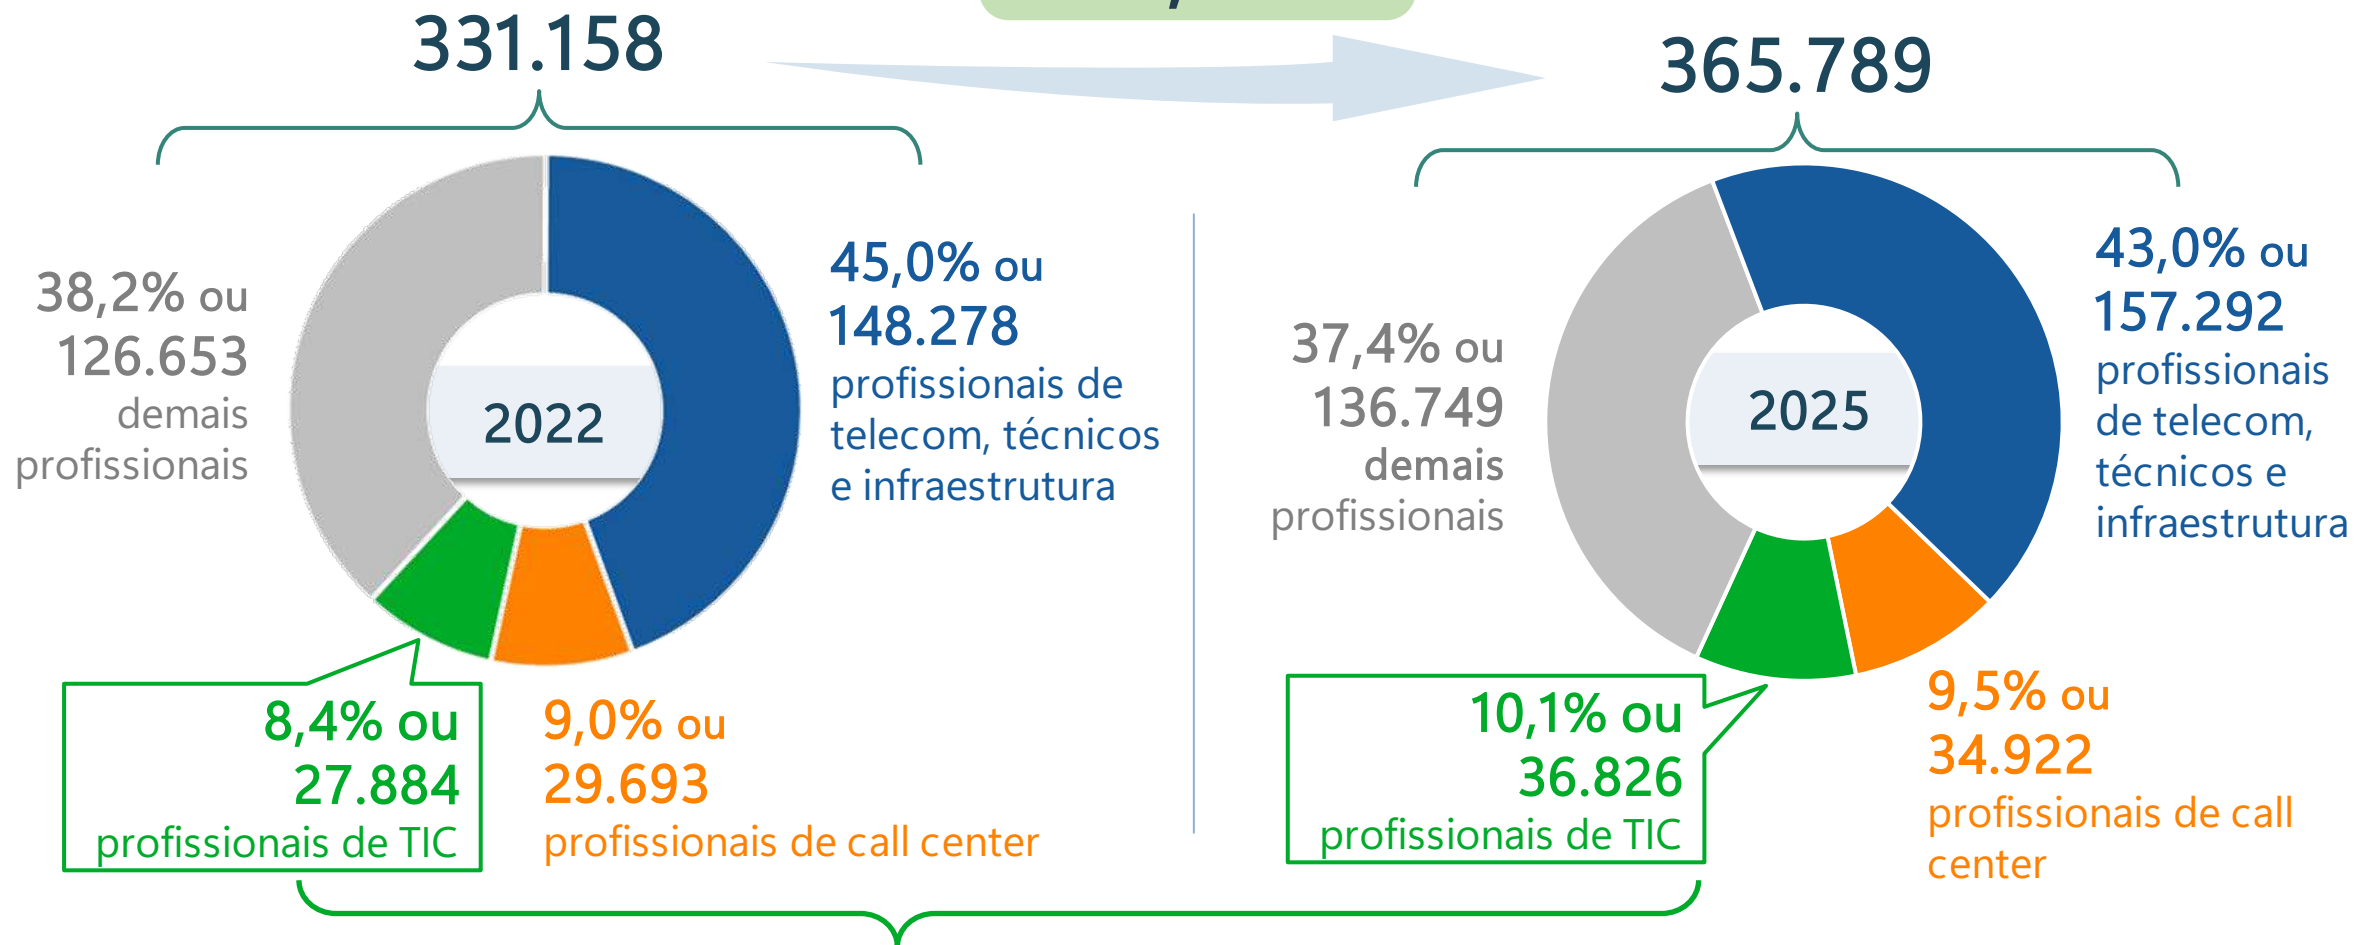 331.158
365.789
38,2% ou
126.653
demais
profissionais
2022
45,0% ou
148.278
profissionais de
telecom, técnicos
e infraestrutura
8,4% ou
27.884
profissionais de TIC
9,0% ou
29.693
profissionais de call center
37,4% ou
136.749
demais
profissionais
2025
43,0% ou
157.292
profissionais
de telecom,
técnicos e
infraestrutura
10,1% ou
36.826
profissionais de TIC
9,5% ou
34.922
profissionais de call
center